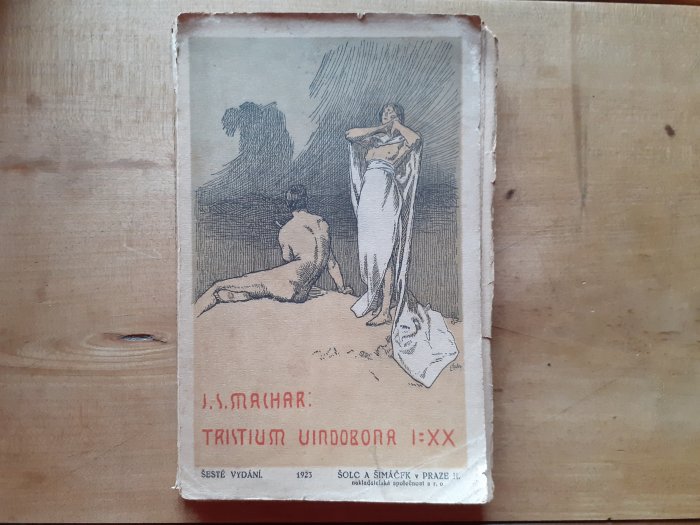 J. S. MACHAR:
TRISTIUM VINDOBONA I=XX
ŠESTÉ VYDÁNÍ. 1923 ŠOLC A ŠIMÁČEK V PRAZE II.
nakladatelská společnost s r. o.